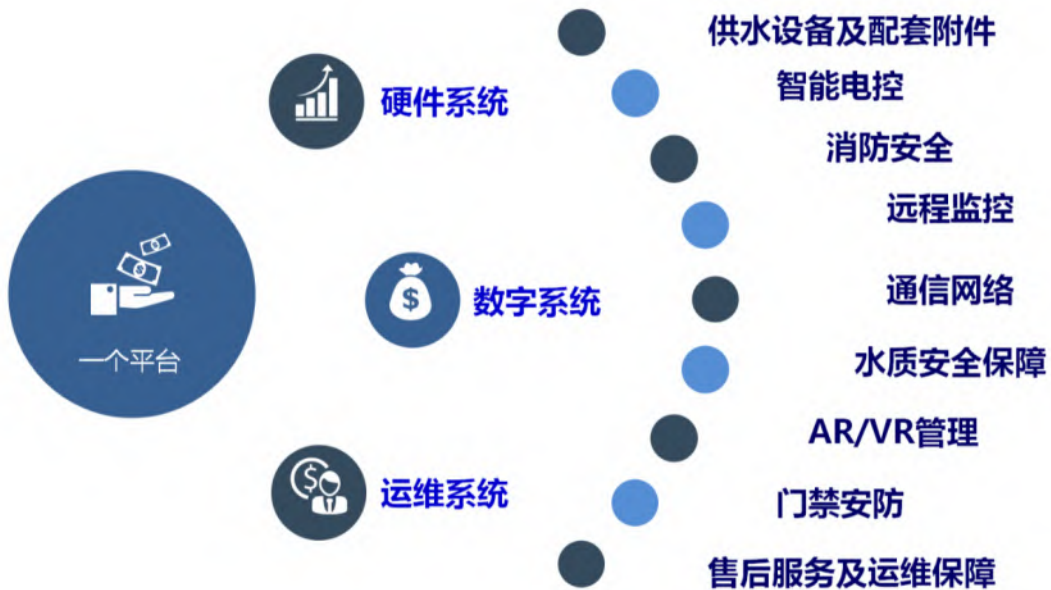 一个平台
硬件系统
数字系统
运维系统
供水设备及配套附件
智能电控
消防安全
远程监控
通信网络
水质安全保障
AR/VR管理
门禁安防
售后服务及运维保障